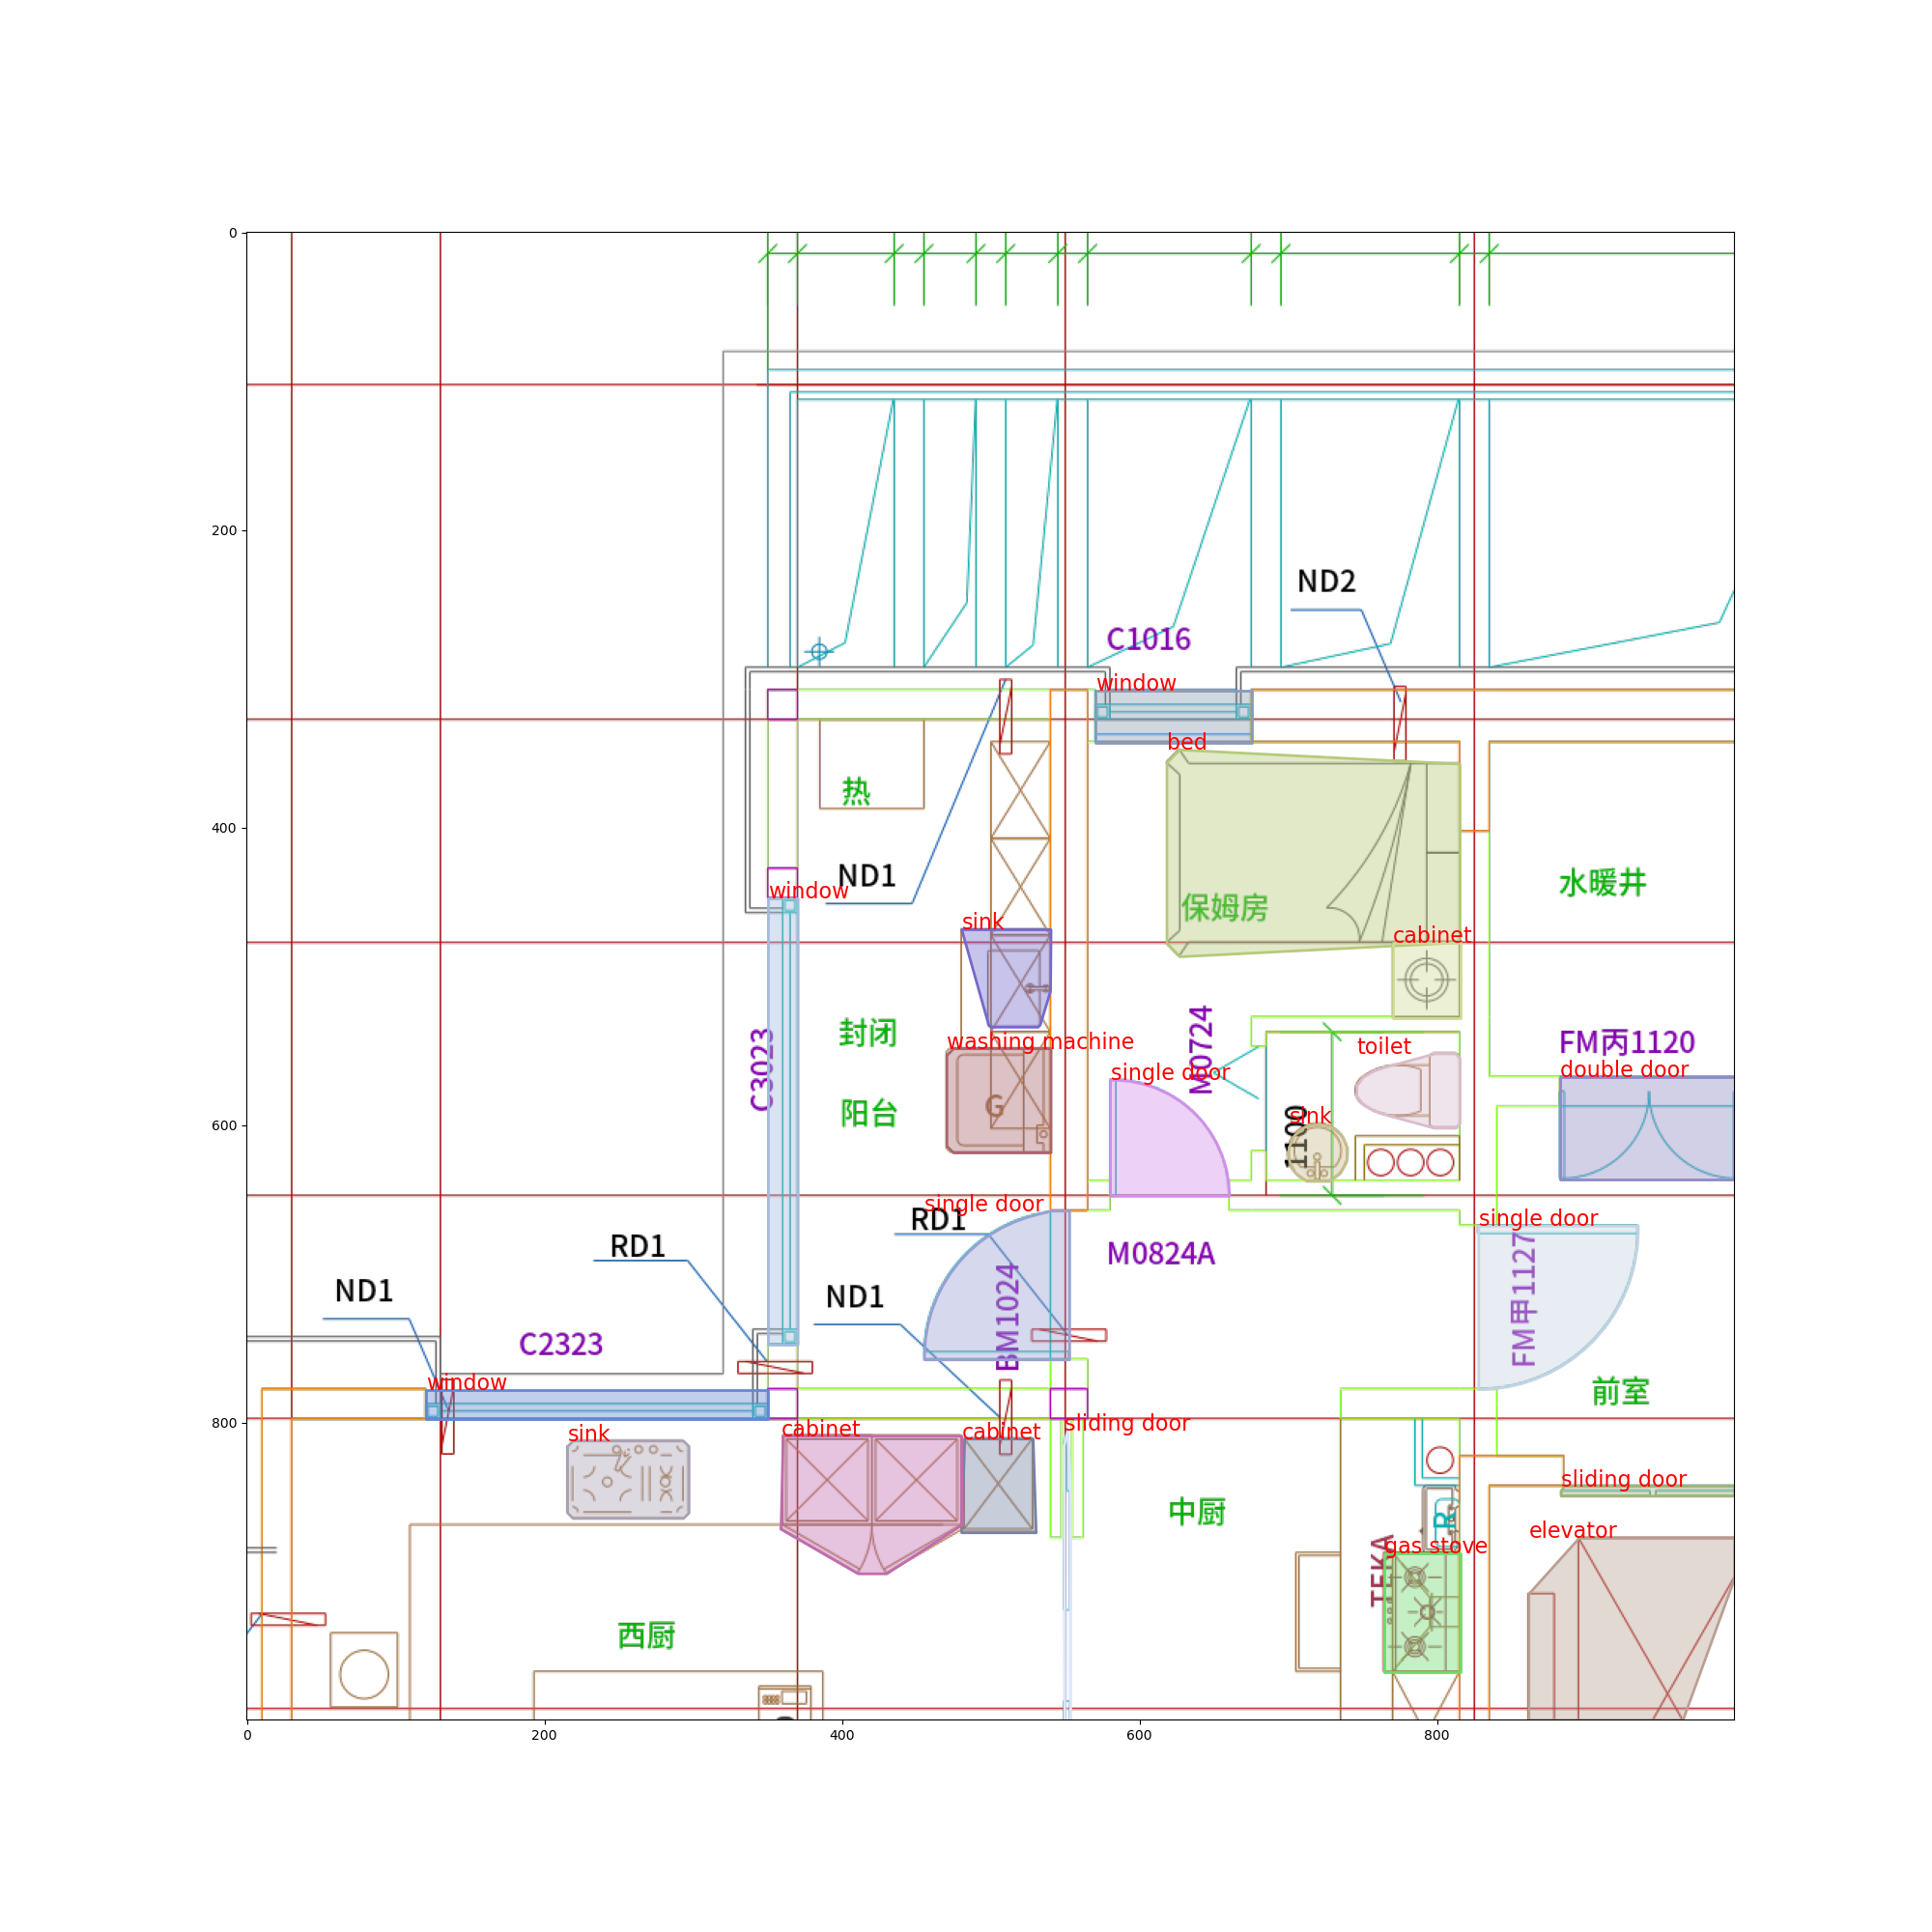 0
200
400
600
800
0
200
400
600
800
ND2
C1016
window
bed
热
ND1
window
水暖井
保姆房
sink
cabinet
C3023
封闭
M0724
FM丙1120
washing machine
toilet
single door
double door
G
阳台
sink
1100
single door
RD1
single door
RD1
M0824A
ND1
ND1
BM1024
FM甲1127
C2323
window
前室
sink
cabinet
cabinet
sliding door
sliding door
中厨
R
elevator
TEKA
gas stove
西厨